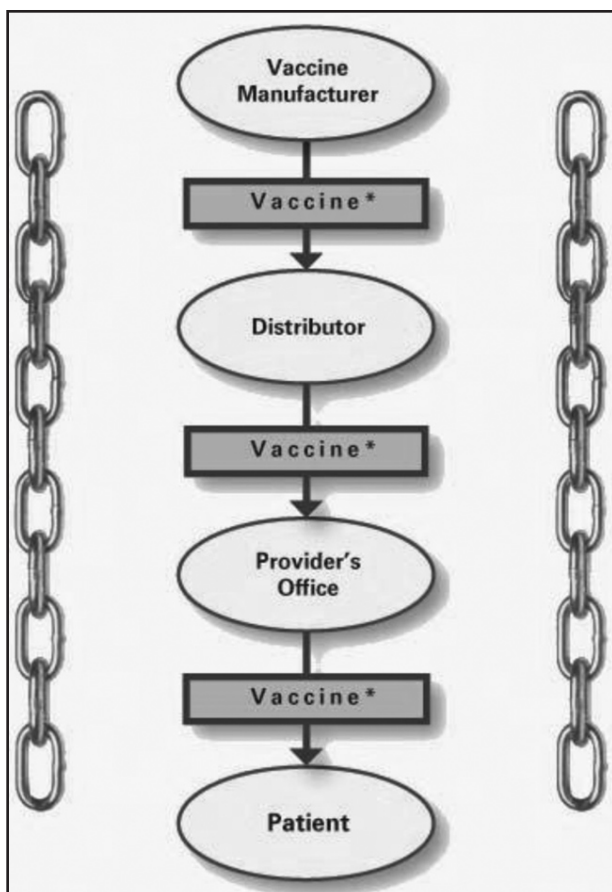 Vaccine
Manufacturer
Vaccine*
Distributor
Vaccine*
Provider's
Office
Vaccine*
Patient